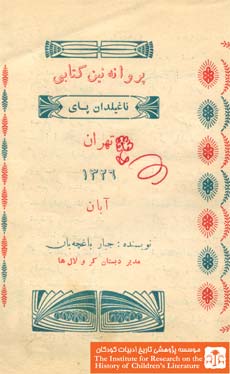 پروانه نین کتابی
ناغیلدان پای
تهران
۱۳۲۶
آبان
نویسنده : جبار باغچه‌بان
مدیر دبستان کر و لال ها
موسسه پژوهشی تاریخ ادبیات کودکان
The Institute for Research on the
History of Children's Literature